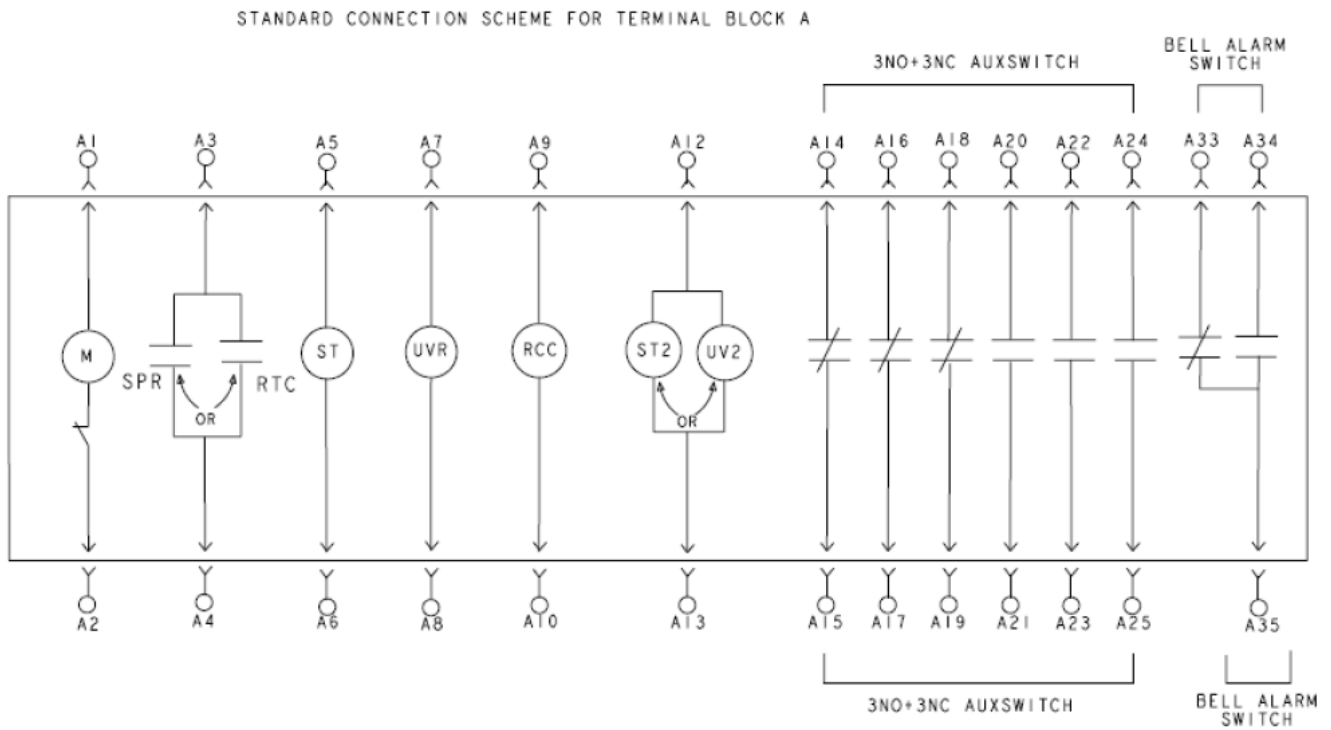 STANDARD CONNECTION SCHEME FOR TERMINAL BLOCK A
BELL ALARM
SWITCH
3NO+3NC AUXSWITCH
A1 A3 A5 A7 A9 A12 A14 A16 A18 A20 A22 A24 A33 A34
M ST UVR RCC ST2 UV2
SPR RTC
OR OR
A2 A4 A6 A8 A10 A13 A15 A17 A19 A21 A23 A25 A35
3NO+3NC AUXSWITCH
BELL ALARM
SWITCH